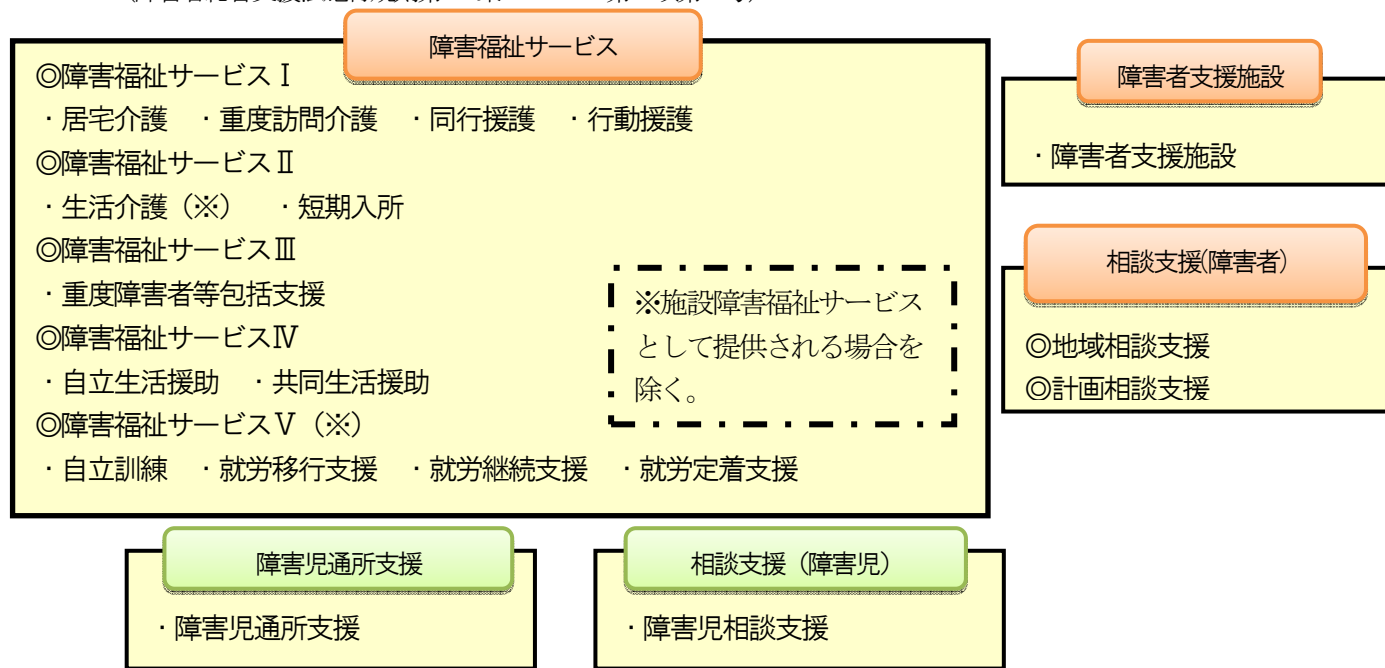 障害福祉サービス
◎障害福祉サービスⅠ
・居宅介護　・重度訪問介護　・同行援護　・行動援護
◎障害福祉サービスⅡ
・生活介護（※）　・短期入所
◎障害福祉サービスⅢ
・重度障害者等包括支援
◎障害福祉サービスⅣ
・自立生活援助　・共同生活援助
◎障害福祉サービスⅤ（※）
・自立訓練　・就労移行支援　・就労継続支援　・就労定着支援
※施設障害福祉サービス
として提供される場合を
除く。
障害者支援施設
・障害者支援施設
相談支援(障害者）
◎地域相談支援
◎計画相談支援
障害児通所支援
・障害児通所支援
相談支援（障害児）
・障害児相談支援